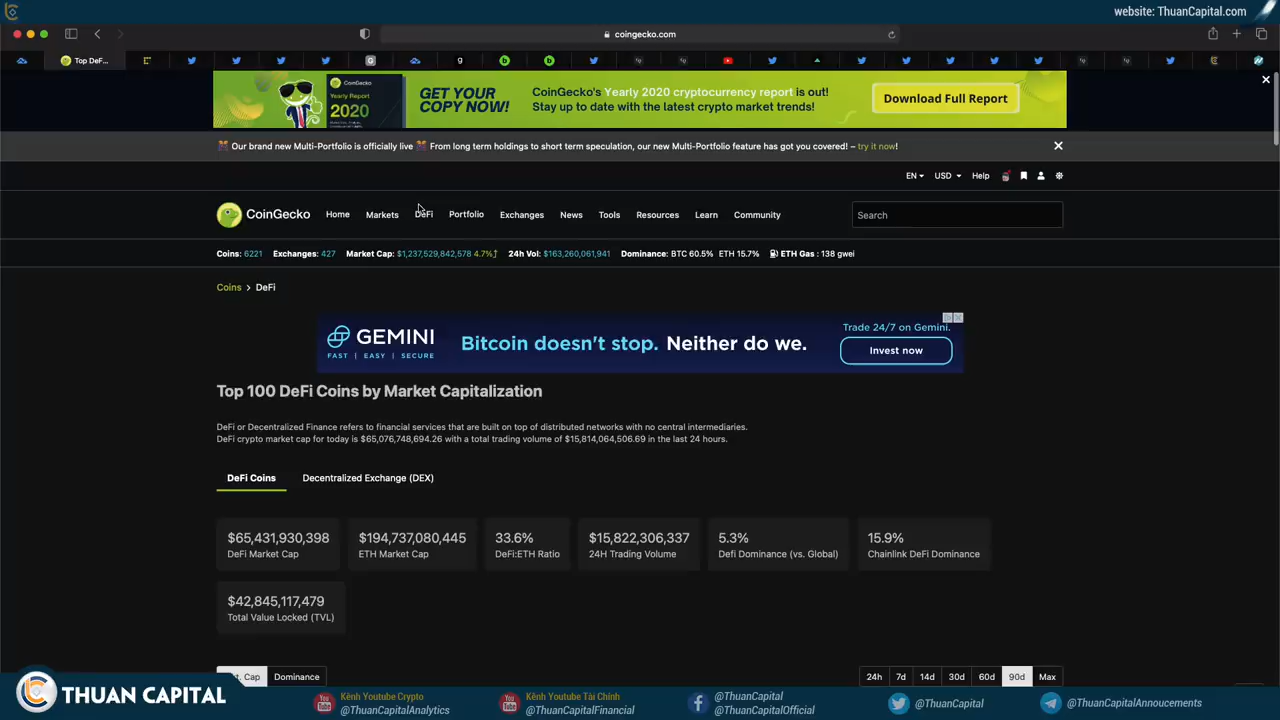 website: ThuanCapital.com
coingecko.com
Top DeF...
CoinGecko
Yearly Report
2020
GET YOUR
COPY NOW!
CoinGecko's Yearly 2020 cryptocurrency report is out!
Stay up to date with the latest crypto market trends!
Download Full Report
Our brand new Multi-Portfolio is officially live From long term holdings to short term speculation, our new Multi-Portfolio feature has got you covered! – try it now!
EN USD Help
CoinGecko Home Markets DeFi Portfolio Exchanges News Tools Resources Learn Community Search
Coins: 6221 Exchanges: 427 Market Cap: $1,237,529,842,578 4.7% 24h Vol: $163,260,061,941 Dominance: BTC 60.5% ETH 15.7% ETH Gas : 138 gwei
Coins > DeFi
GEMINI
FAST | EASY | SECURE
Bitcoin doesn't stop. Neither do we.
Trade 24/7 on Gemini.
Invest now
Top 100 DeFi Coins by Market Capitalization
DeFi or Decentralized Finance refers to financial services that are built on top of distributed networks with no central intermediaries.
DeFi crypto market cap for today is $65,076,748,694.26 with a total trading volume of $15,814,064,506.69 in the last 24 hours.
DeFi Coins Decentralized Exchange (DEX)
$65,431,930,398 $194,737,080,445 33.6% $15,822,306,337 5.3% 15.9%
DeFi Market Cap ETH Market Cap DeFi:ETH Ratio 24H Trading Volume Defi Dominance (vs. Global) Chainlink DeFi Dominance
$42,845,117,479
Total Value Locked (TVL)
Cap Dominance 24h 7d 14d 30d 60d 90d Max
THUAN CAPITAL
Kênh Youtube Crypto
@ThuanCapitalAnalytics
Kênh Youtube Tài Chính
@ThuanCapitalFinancial
@ThuanCapital
@ThuanCapitalOfficial
@ThuanCapital
@ThuanCapitalAnnoucements